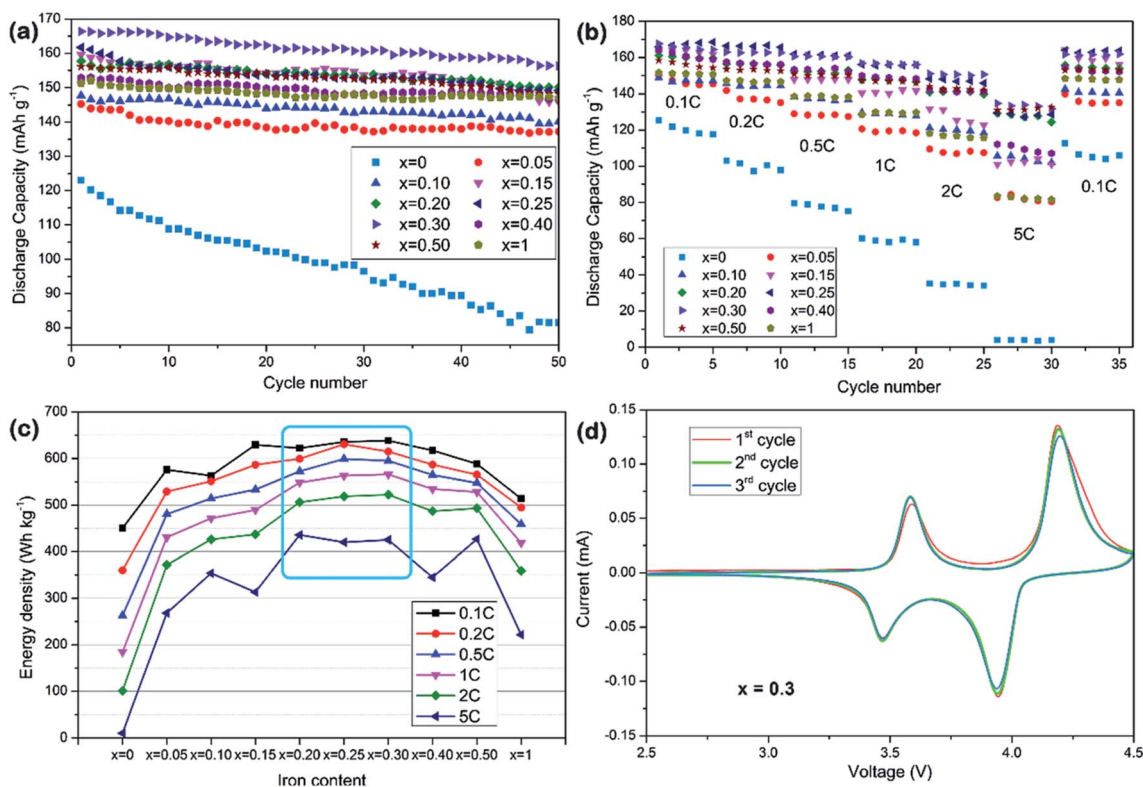 (a)
170
160
150
140
130
120
110
100
90
80
Discharge Capacity (mAh g⁻¹)
x=0 x=0.05
x=0.10 x=0.15
x=0.20 x=0.25
x=0.30 x=0.40
x=0.50 x=1
0 10 20 30 40 50
Cycle number
(b)
180
160
140
120
100
80
60
40
20
0
Discharge Capacity (mAh g⁻¹)
0.1C
0.2C
0.5C
1C
2C
5C
0.1C
x=0 x=0.05
x=0.10 x=0.15
x=0.20 x=0.25
x=0.30 x=0.40
x=0.50 x=1
0 5 10 15 20 25 30 35
Cycle number
(c)
700
600
500
400
300
200
100
0
Energy density (Wh kg⁻¹)
0.1C
0.2C
0.5C
1C
2C
5C
x=0 x=0.05 x=0.10 x=0.15 x=0.20 x=0.25 x=0.30 x=0.40 x=0.50 x=1
Iron content
(d)
0.15
0.10
0.05
0.00
-0.05
-0.10
-0.15
Current (mA)
1st cycle
2nd cycle
3rd cycle
x = 0.3
2.5 3.0 3.5 4.0 4.5
Voltage (V)